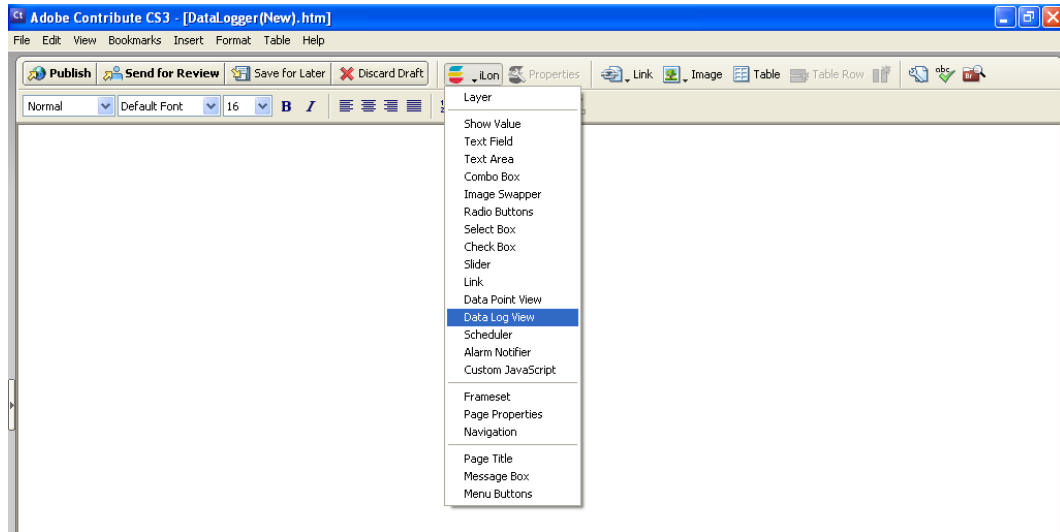 Ct Adobe Contribute CS3 - [DataLogger(New).htm]
File Edit View Bookmarks Insert Format Table Help
Publish Send for Review Save for Later Discard Draft iLon Properties Link Image Table Table Row abc Br
Normal Default Font 16 B I
Layer
Show Value
Text Field
Text Area
Combo Box
Image Swapper
Radio Buttons
Select Box
Check Box
Slider
Link
Data Point View
Data Log View
Scheduler
Alarm Notifier
Custom JavaScript
Frameset
Page Properties
Navigation
Page Title
Message Box
Menu Buttons